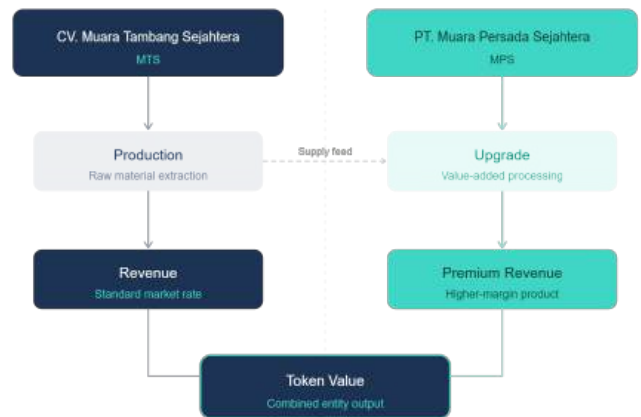 CV. Muara Tambang Sejahtera
MTS
PT. Muara Persada Sejahtera
MPS
Production
Raw material extraction
Supply feed
Upgrade
Value-added processing
Revenue
Standard market rate
Premium Revenue
Higher-margin product
Token Value
Combined entity output